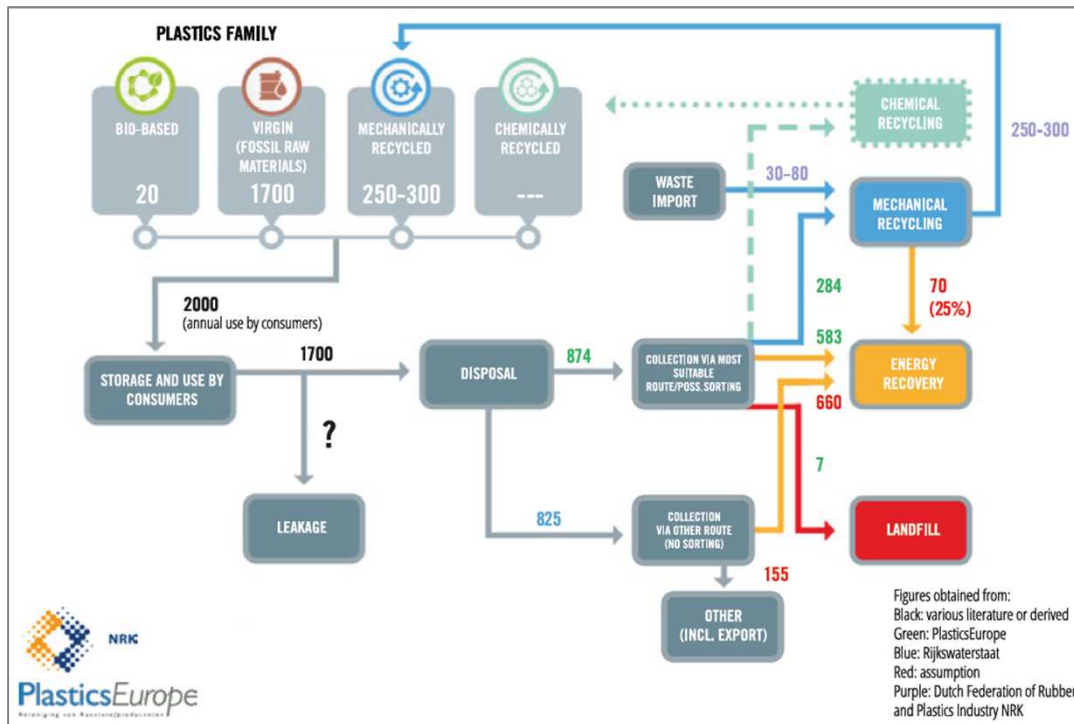 PLASTICS FAMILY
BIO-BASED
20
VIRGIN
(FOSSIL RAW
MATERIALS)
1700
MECHANICALLY
RECYCLED
250-300
CHEMICALLY
RECYCLED
---
CHEMICAL
RECYCLING
250-300
WASTE
IMPORT
30-80
MECHANICAL
RECYCLING
284
70
(25%)
2000
(annual use by consumers)
STORAGE AND USE BY
CONSUMERS
1700
DISPOSAL
874
COLLECTION VIA MOST
SUITABLE
ROUTE/POSS. SORTING
583
660
ENERGY
RECOVERY
?
7
LEAKAGE
825
COLLECTION
VIA OTHER ROUTE
(NO SORTING)
LANDFILL
155
OTHER
(INCL. EXPORT)
Figures obtained from:
Black: various literature or derived
Green: PlasticsEurope
Blue: Rijkswaterstaat
Red: assumption
Purple: Dutch Federation of Rubber
and Plastics Industry NRK
NRK
PlasticsEurope